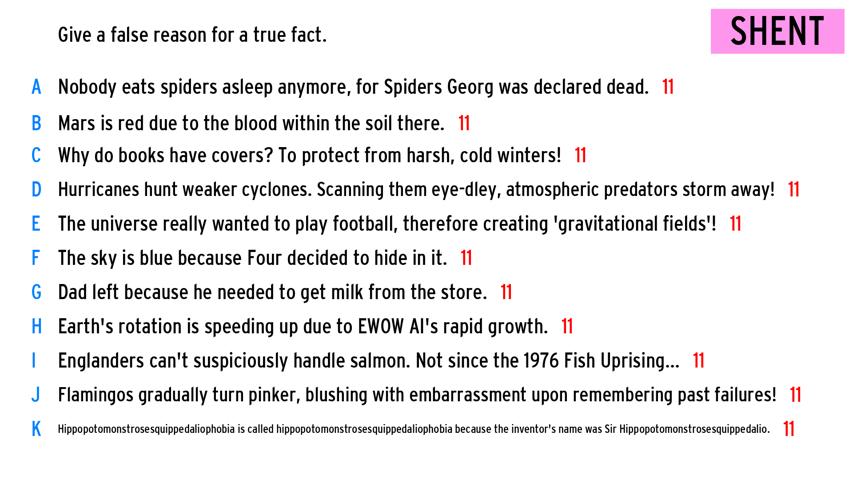 Give a false reason for a true fact.
SHENT
A Nobody eats spiders asleep anymore, for Spiders Georg was declared dead. 11
B Mars is red due to the blood within the soil there. 11
C Why do books have covers? To protect from harsh, cold winters! 11
D Hurricanes hunt weaker cyclones. Scanning them eye-dley, atmospheric predators storm away! 11
E The universe really wanted to play football, therefore creating 'gravitational fields'! 11
F The sky is blue because Four decided to hide in it. 11
G Dad left because he needed to get milk from the store. 11
H Earth's rotation is speeding up due to EWOW AI's rapid growth. 11
I Englanders can't suspiciously handle salmon. Not since the 1976 Fish Uprising... 11
J Flamingos gradually turn pinker, blushing with embarrassment upon remembering past failures! 11
K Hippopotomonstrosesquippedaliophobia is called hippopotomonstrosesquippedaliophobia because the inventor's name was Sir Hippopotomonstrosesquippedalio. 11